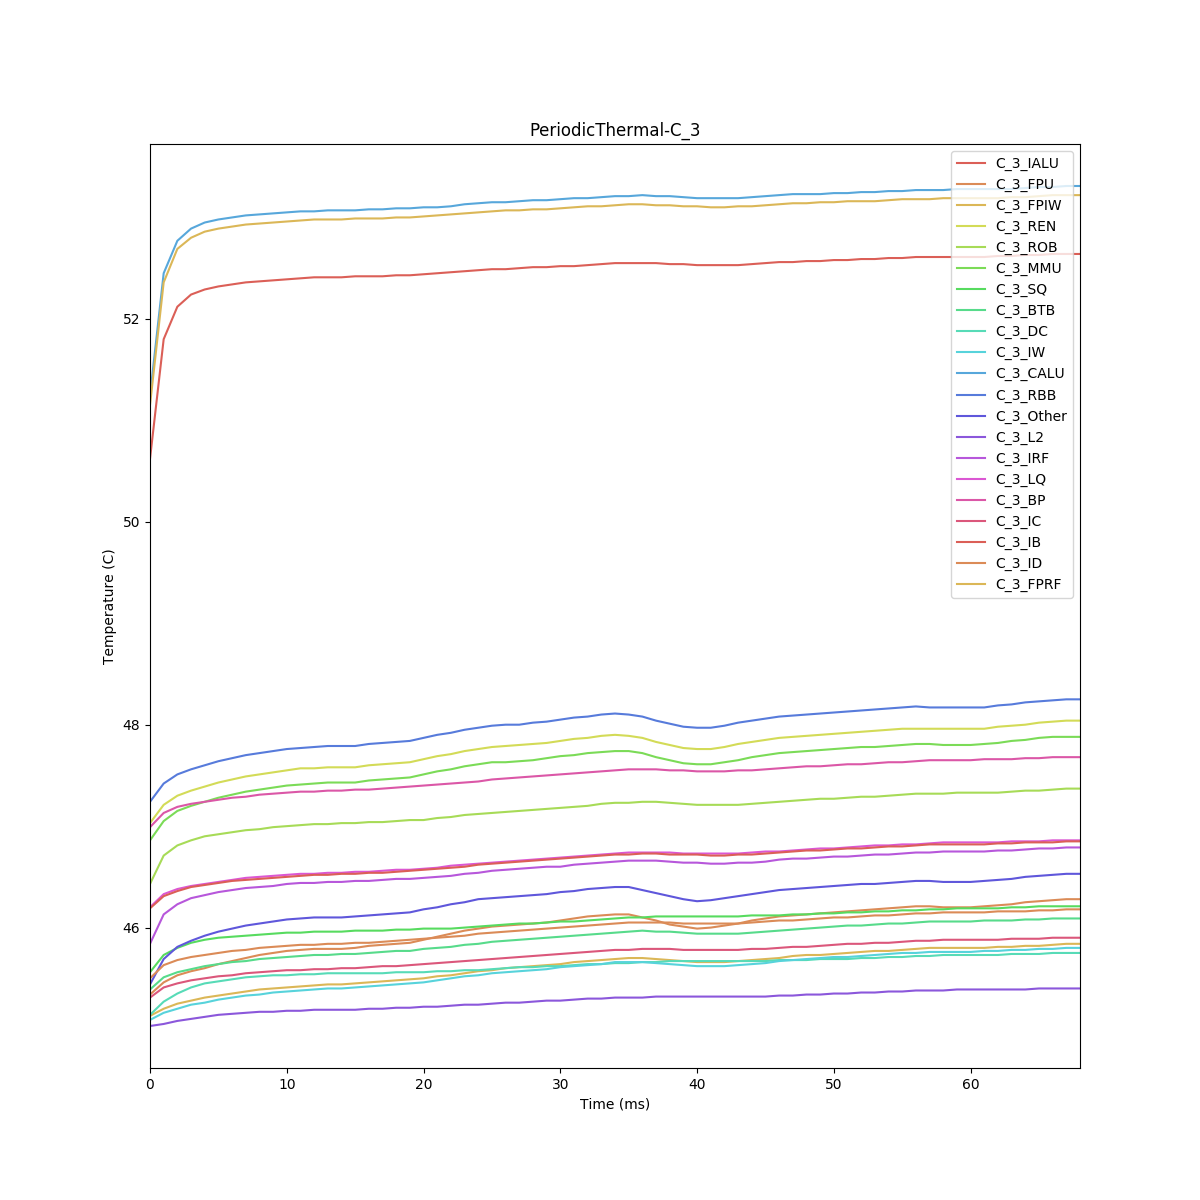 PeriodicThermal-C_3
C_3_IALU
C_3_FPU
C_3_FPIW
C_3_REN
C_3_ROB
C_3_MMU
C_3_SQ
C_3_BTB
C_3_DC
C_3_IW
C_3_CALU
C_3_RBB
C_3_Other
C_3_L2
C_3_IRF
C_3_LQ
C_3_BP
C_3_IC
C_3_IB
C_3_ID
C_3_FPRF
Temperature (C)
52
50
48
46
0 10 20 30 40 50 60
Time (ms)